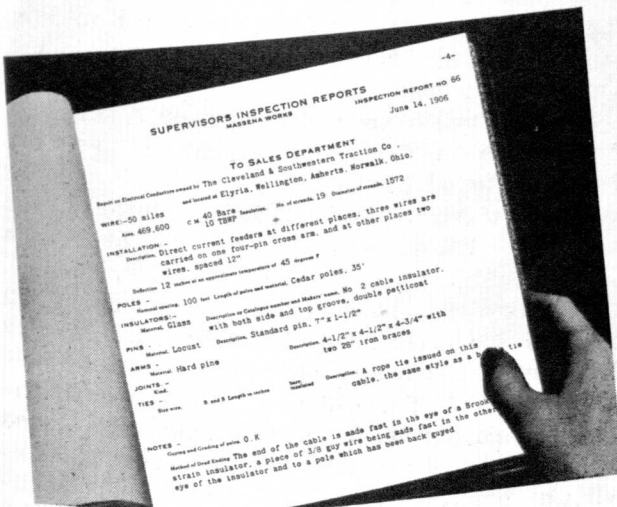 -4-
SUPERVISORS INSPECTION REPORTS
MASSENA WORKS
INSPECTION REPORT NO 66
June 14, 1906
TO SALES DEPARTMENT
Report on Electrical Conductors owned by The Cleveland & Southwestern Traction Co.
and located at Elyria, Wellington, Amherts, Norwalk, Ohio.
WIRE:-50 miles C M 40 Bare Insulation. No. of strands. 19 Diameter of strands. 1572
Area. 469,600 10 TBWP
INSTALLATION -
Description. Direct current feeders at different places, three wires are
carried on one four-pin cross arm, and at other places two
wires, spaced 12"
Deflection 12 inches at an approximate temperature of 45 degrees F
POLES -
Normal spacing. 100 feet Length of poles and material. Cedar poles, 35'
INSULATORS:-
Material. Glass Description or Catalogue number and Makers' name. No 2 cable insulator.
with both side and top groove, double petticoat
PINS -
Material. Locust Description. Standard pin, 7" x 1-1/2"
ARMS -
Material. Hard pine Description. 4-1/2" x 4-1/2" x 4-3/4" with
two 28" iron braces
JOINTS. -
Kind.
TIES -
Size wire. B and S Length in inches bare. insulated Description. A rope tie issued on this
cable, the same style as a tie
NOTES -
Guying and Grading of poles. O.K
Method of Dead Ending The end of the cable is made fast in the eye of a Brook
strain insulator, a piece of 3/8 guy wire being made fast in the other
eye of the insulator and to a pole which has been back guyed